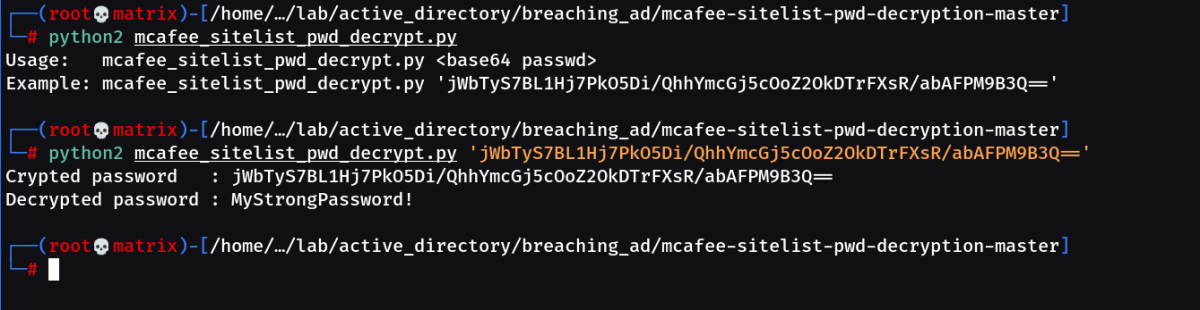 ┌──(root💀matrix)-[/home/…/lab/active_directory/breaching_ad/mcafee-sitelist-pwd-decryption-master]
└─# python2 mcafee_sitelist_pwd_decrypt.py
Usage:   mcafee_sitelist_pwd_decrypt.py <base64 passwd>
Example: mcafee_sitelist_pwd_decrypt.py 'jWbTyS7BL1Hj7PkO5Di/QhhYmcGj5cOoZ2OkDTrFXsR/abAFPM9B3Q=='
┌──(root💀matrix)-[/home/…/lab/active_directory/breaching_ad/mcafee-sitelist-pwd-decryption-master]
└─# python2 mcafee_sitelist_pwd_decrypt.py 'jWbTyS7BL1Hj7PkO5Di/QhhYmcGj5cOoZ2OkDTrFXsR/abAFPM9B3Q=='
Crypted password   : jWbTyS7BL1Hj7PkO5Di/QhhYmcGj5cOoZ2OkDTrFXsR/abAFPM9B3Q==
Decrypted password : MyStrongPassword!
┌──(root💀matrix)-[/home/…/lab/active_directory/breaching_ad/mcafee-sitelist-pwd-decryption-master]
└─#